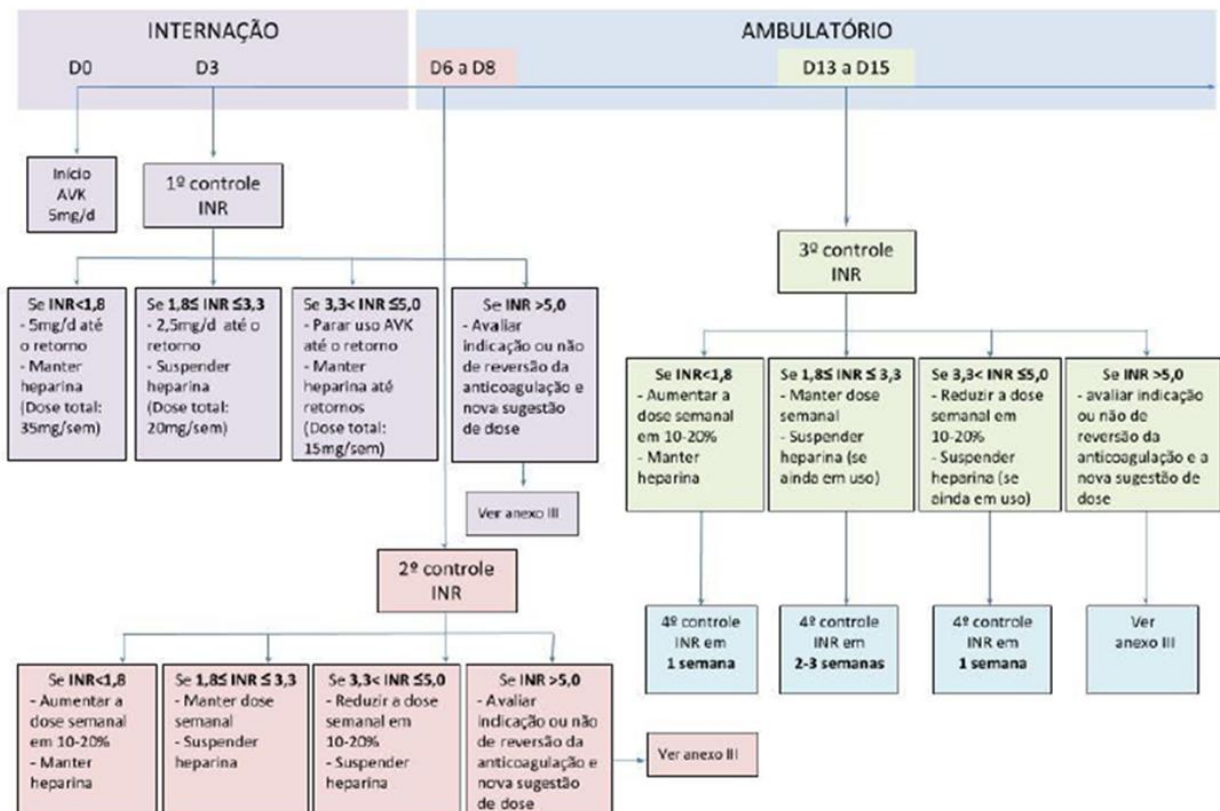 INTERNAÇÃO
AMBULATÓRIO
D0
D3
D6 a D8
D13 a D15
Início
AVK
5mg/d
1º controle
INR
Se INR<1,8
- 5mg/d até
o retorno
- Manter
heparina
(Dose total:
35mg/sem)
Se 1,8≤ INR ≤3,3
- 2,5mg/d até o
retorno
- Suspender
heparina
(Dose total:
20mg/sem)
Se 3,3< INR ≤5,0
- Parar uso AVK
até o retorno
- Manter
heparina até
retornos
(Dose total:
15mg/sem)
Se INR >5,0
- Avaliar
indicação ou não
de reversão da
anticoagulação e
nova sugestão
de dose
Ver anexo III
2º controle
INR
Se INR<1,8
- Aumentar a
dose semanal
em 10-20%
- Manter
heparina
Se 1,8≤ INR ≤ 3,3
- Manter dose
semanal
- Suspender
heparina
Se 3,3< INR ≤5,0
- Reduzir a dose
semanal em
10-20%
- Suspender
heparina
Se INR >5,0
- Avaliar
indicação ou não
de reversão da
anticoagulação e
nova sugestão
de dose
Ver anexo III
3º controle
INR
Se INR<1,8
- Aumentar a
dose semanal
em 10-20%
- Manter
heparina
Se 1,8≤ INR ≤ 3,3
- Manter dose
semanal
- Suspender
heparina (se
ainda em uso)
Se 3,3< INR ≤5,0
- Reduzir a dose
semanal em
10-20%
- Suspender
heparina (se
ainda em uso)
Se INR >5,0
- avaliar indicação
ou não de
reversão da
anticoagulação e a
nova sugestão de
dose
4º controle
INR em
1 semana
4º controle
INR em
2-3 semanas
4º controle
INR em
1 semana
Ver
anexo III